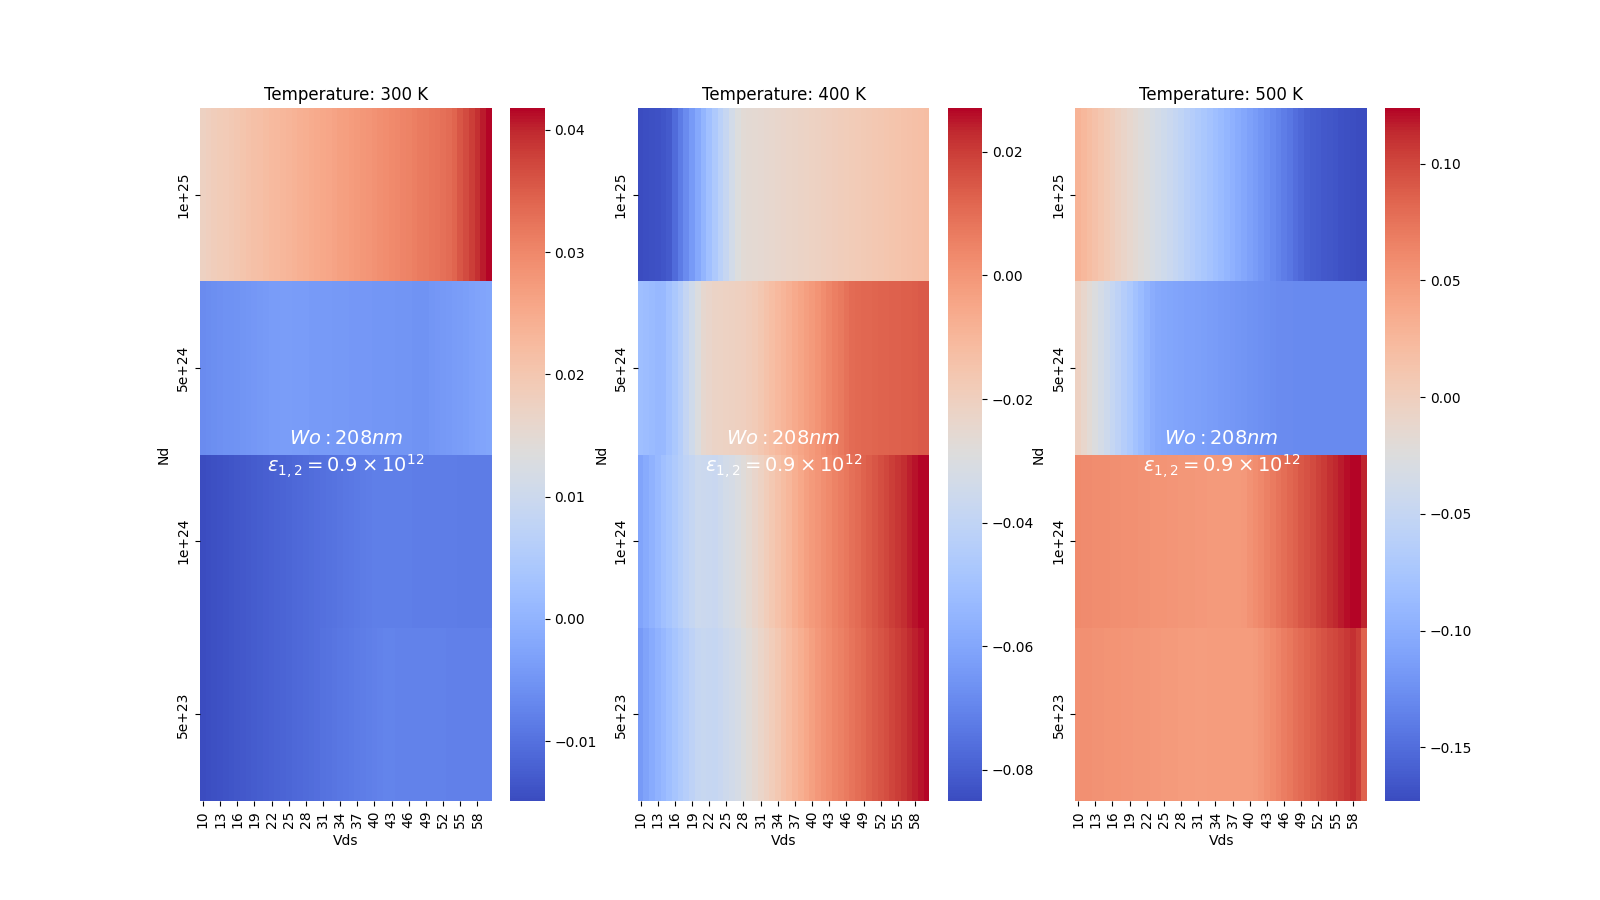 Temperature: 300 K
Temperature: 400 K
Temperature: 500 K
Nd
1e+25
5e+24
1e+24
5e+23
Wo : 208nm
ε1, 2 = 0.9 × 10^12
10 13 16 19 22 25 28 31 34 37 40 43 46 49 52 55 58
Vds
0.04
0.03
0.02
0.01
0.00
−0.01
Nd
1e+25
5e+24
1e+24
5e+23
Wo : 208nm
ε1, 2 = 0.9 × 10^12
10 13 16 19 22 25 28 31 34 37 40 43 46 49 52 55 58
Vds
0.02
0.00
−0.02
−0.04
−0.06
−0.08
Nd
1e+25
5e+24
1e+24
5e+23
Wo : 208nm
ε1, 2 = 0.9 × 10^12
10 13 16 19 22 25 28 31 34 37 40 43 46 49 52 55 58
Vds
0.10
0.05
0.00
−0.05
−0.10
−0.15